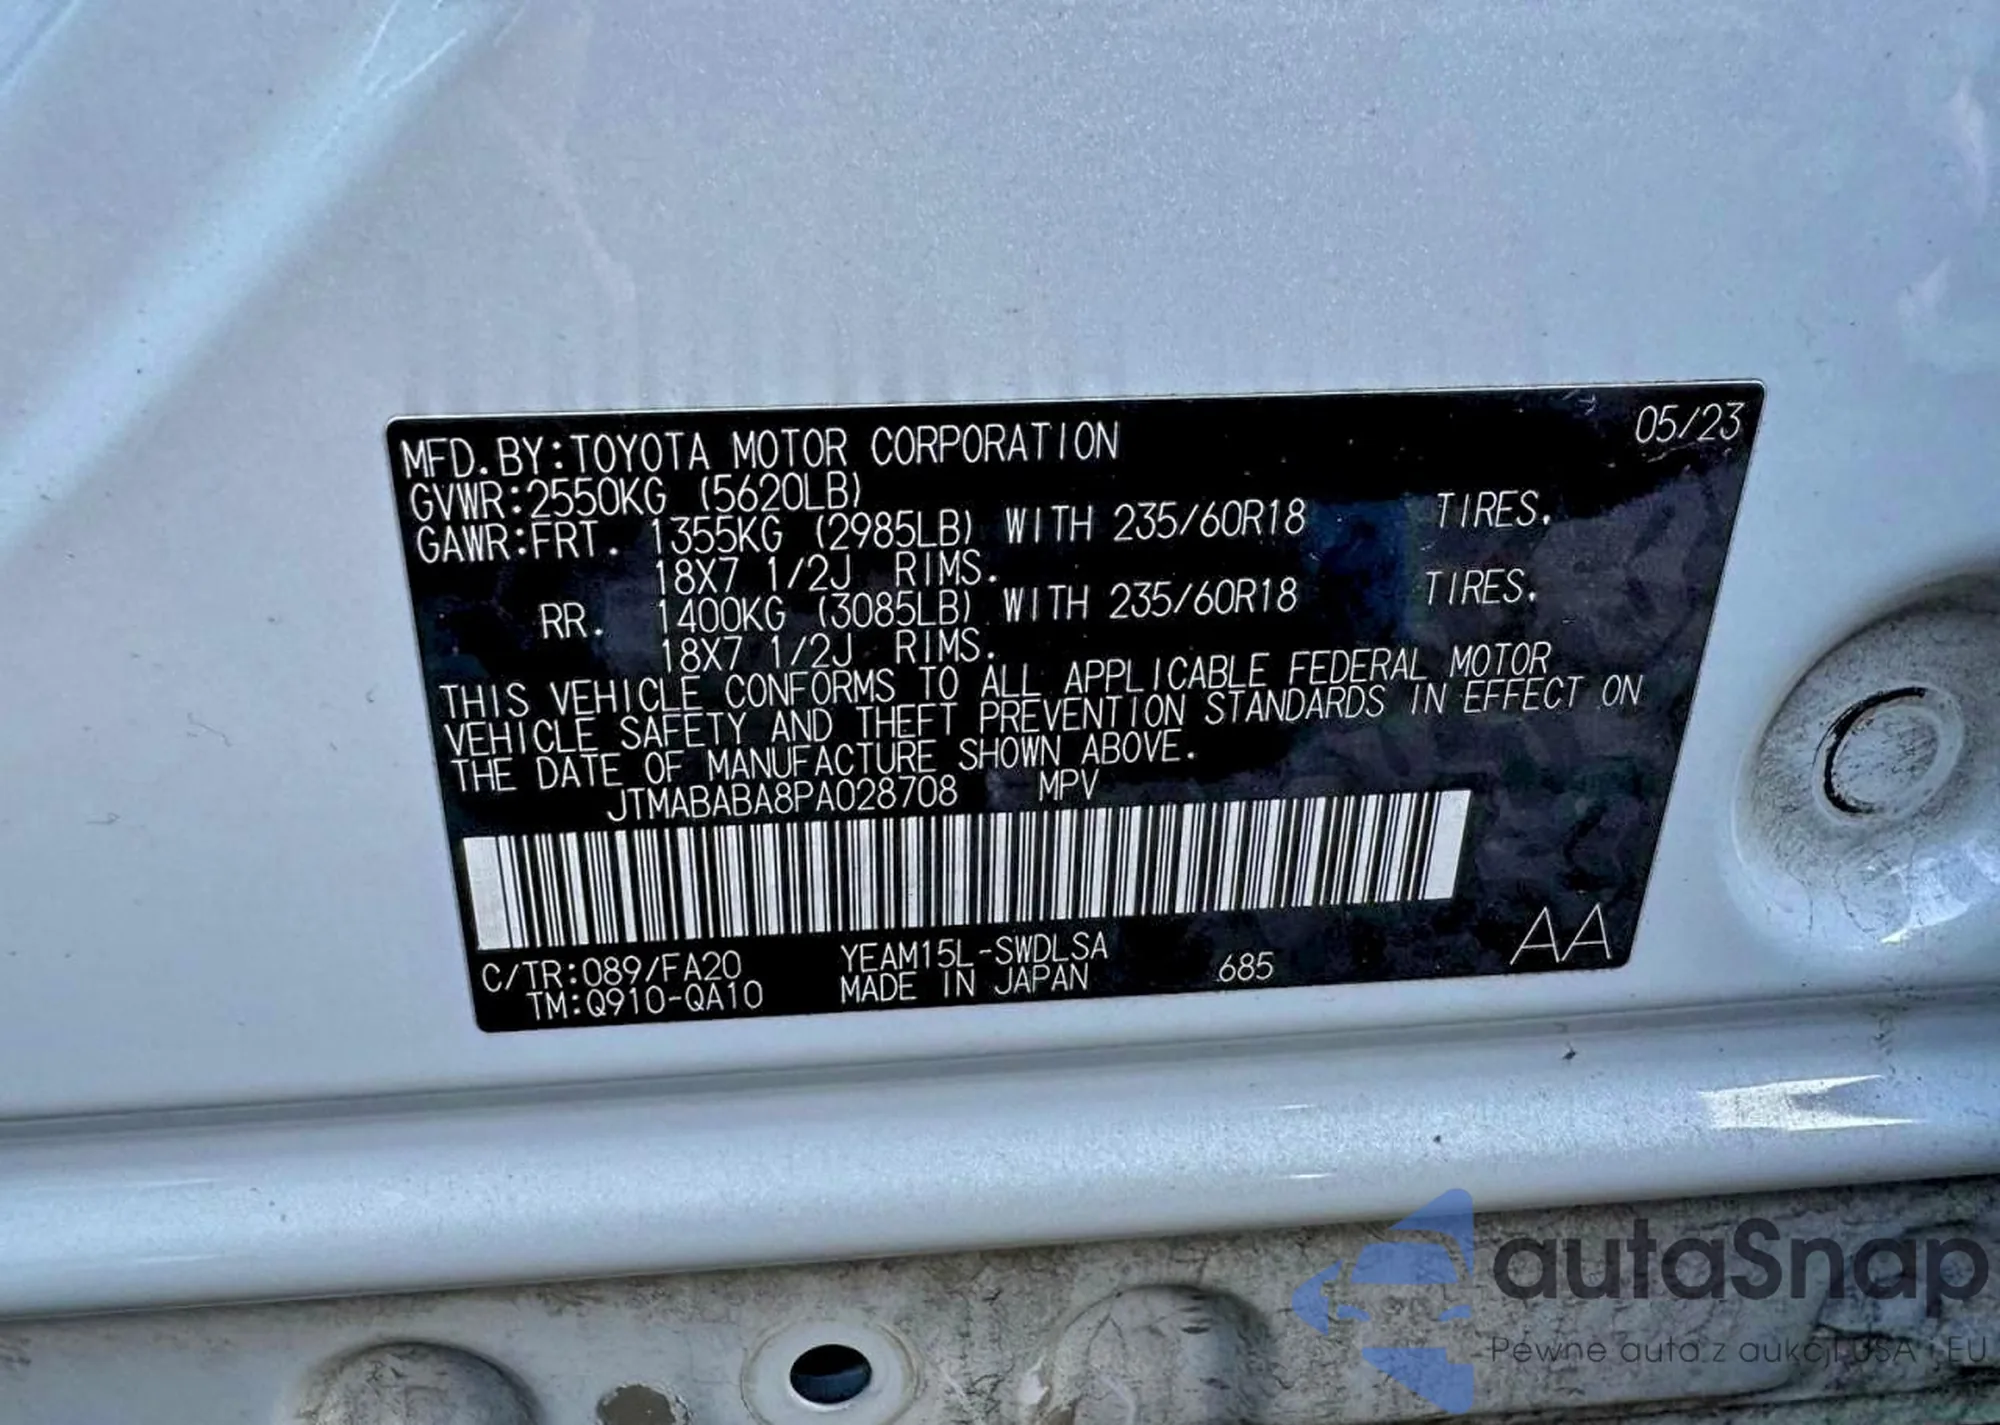 05/23
MFD.BY:TOYOTA MOTOR CORPORATION
GVWR:2550KG (5620LB)
GAWR:FRT. 1355KG (2985LB) WITH 235/60R18 TIRES.
18X7 1/2J RIMS.
RR. 1400KG (3085LB) WITH 235/60R18 TIRES.
18X7 1/2J RIMS.
THIS VEHICLE CONFORMS TO ALL APPLICABLE FEDERAL MOTOR
VEHICLE SAFETY AND THEFT PREVENTION STANDARDS IN EFFECT ON
THE DATE OF MANUFACTURE SHOWN ABOVE.
JTMABABA8PA028708 MPV
C/TR:089/FA20 YEAM15L-SWDLSA 685 AA
TM:Q910-QA10 MADE IN JAPAN
autaSnap
Pewne auta z aukcji USA i EU